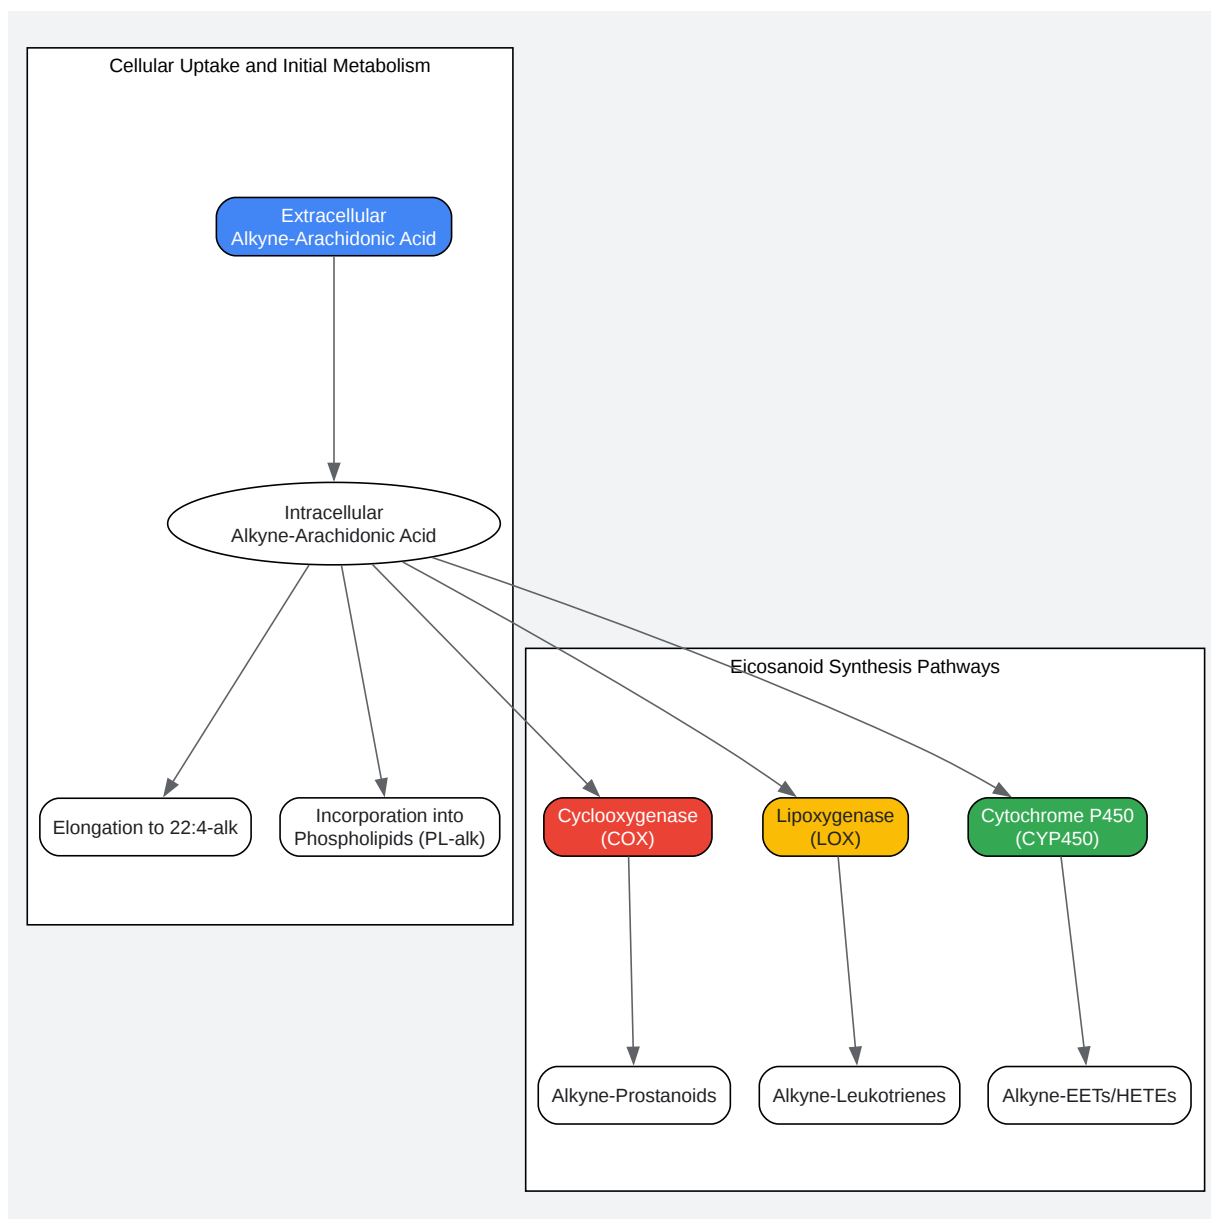 Cellular Uptake and Initial Metabolism
Extracellular
Alkyne-Arachidonic Acid
Intracellular
Alkyne-Arachidonic Acid
Elongation to 22:4-alk
Incorporation into
Phospholipids (PL-alk)
Eicosanoid Synthesis Pathways
Cyclooxygenase
(COX)
Lipoxygenase
(LOX)
Cytochrome P450
(CYP450)
Alkyne-Prostanoids
Alkyne-Leukotrienes
Alkyne-EETs/HETEs